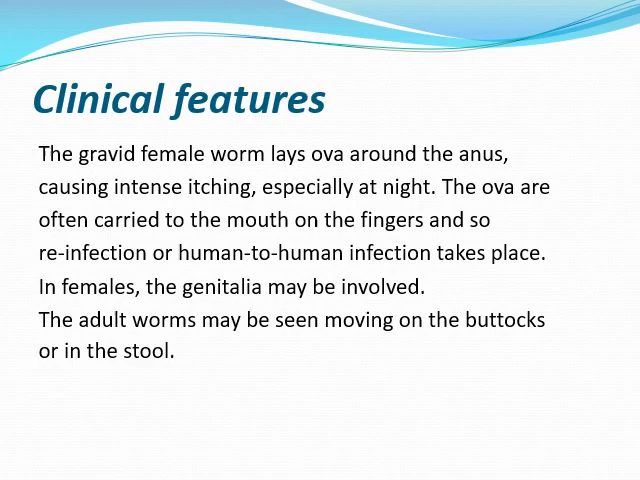 Clinical features
The gravid female worm lays ova around the anus,
causing intense itching, especially at night. The ova are
often carried to the mouth on the fingers and so
re-infection or human-to-human infection takes place.
In females, the genitalia may be involved.
The adult worms may be seen moving on the buttocks
or in the stool.